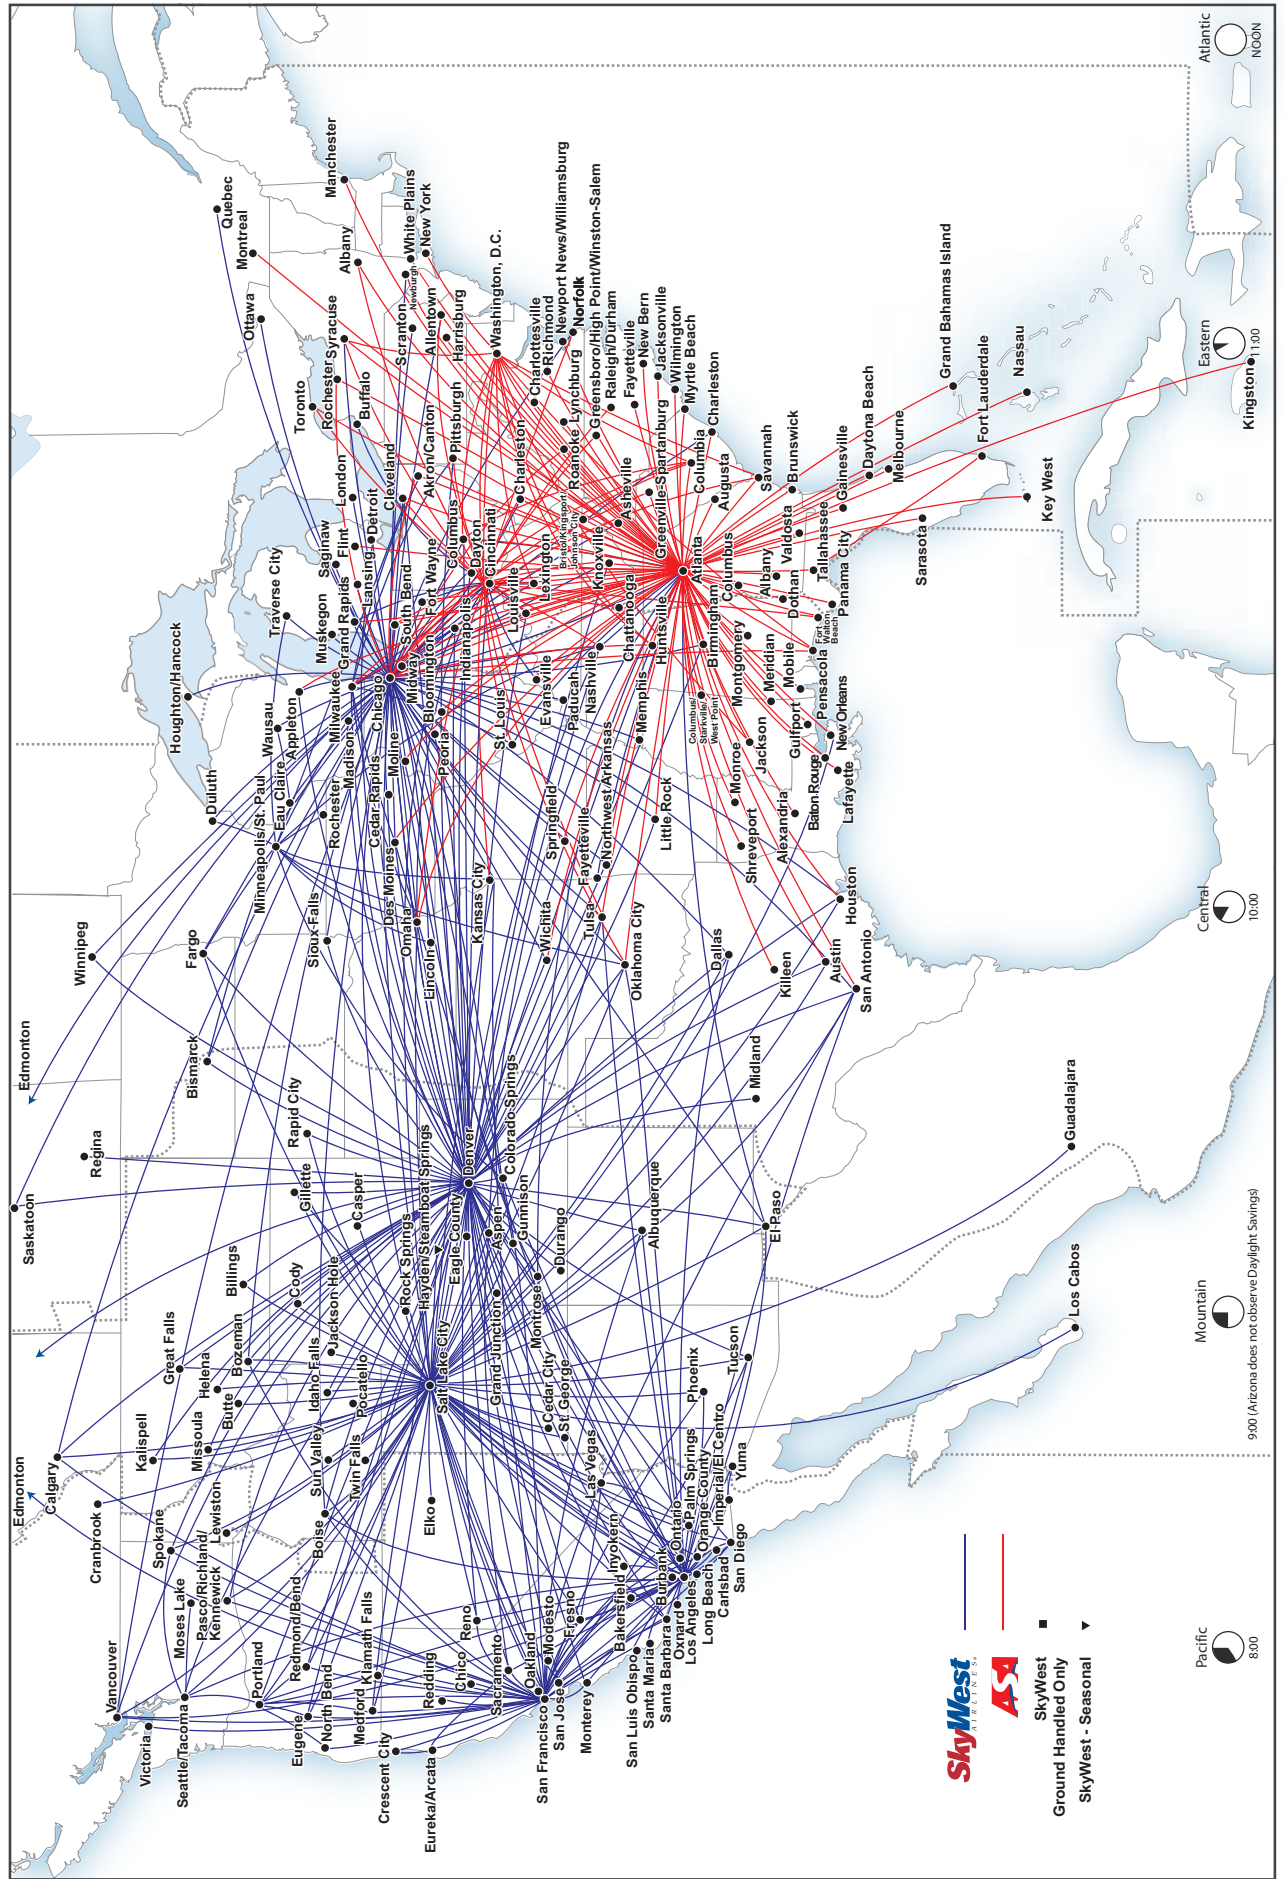 Vancouver
Victoria
Seattle/Tacoma
Moses Lake
Pasco/Richland/
Kennewick
Spokane
Lewiston
Cranbrook
Edmonton
Calgary
Kalispell
Missoula
Great Falls
Helena
Butte
Bozeman
Billings
Cody
Idaho Falls
Jackson Hole
Pocatello
Sun Valley
Twin Falls
Boise
Portland
Redmond/Bend
Eugene
North Bend
Medford
Klamath Falls
Crescent City
Eureka/Arcata
Redding
Chico
Reno
Elko
Sacramento
Oakland
San Francisco
San Jose
Modesto
Monterey
Fresno
Inyokern
Bakersfield
San Luis Obispo
Santa Maria
Santa Barbara
Oxnard
Burbank
Los Angeles
Long Beach
Ontario
Palm Springs
Orange County
Carlsbad
San Diego
Imperial/El Centro
Yuma
Phoenix
Tucson
Las Vegas
St. George
Cedar City
Salt Lake City
Rock Springs
Hayden/Steamboat Springs
Eagle County
Grand Junction
Montrose
Aspen
Gunnison
Durango
Denver
Colorado Springs
Casper
Gillette
Rapid City
Albuquerque
El Paso
Midland
Los Cabos
Guadalajara
Saskatoon
Regina
Edmonton
Winnipeg
Bismarck
Fargo
Sioux Falls
Minneapolis/St. Paul
Duluth
Eau Claire
Rochester
Wausau
Appleton
Houghton/Hancock
Madison
Milwaukee
Chicago
Midway
Cedar Rapids
Moline
Des Moines
Omaha
Lincoln
Kansas City
Wichita
Tulsa
Oklahoma City
Dallas
Killeen
Austin
San Antonio
Houston
Springfield
Fayetteville
Northwest Arkansas
Little Rock
Shreveport
Monroe
Alexandria
Baton Rouge
Lafayette
New Orleans
Gulfport
Jackson
Meridian
Mobile
Pensacola
Fort
Walton
Beach
Panama City
Tallahassee
Dothan
Albany
Valdosta
Columbus
Montgomery
Birmingham
Columbus/
Starkville/
West Point
Memphis
Huntsville
Chattanooga
Nashville
Paducah
Evansville
St. Louis
Peoria
Bloomington
Indianapolis
Louisville
Lexington
Fort Wayne
South Bend
Lansing
Grand Rapids
Muskegon
Traverse City
Saginaw
Flint
Detroit
London
Cleveland
Akron/Canton
Columbus
Dayton
Cincinnati
Pittsburgh
Charleston
Bristol/Kingsport/
Johnson City
Knoxville
Asheville
Greenville-Spartanburg
Atlanta
Columbia
Augusta
Savannah
Brunswick
Charleston
Myrtle Beach
Wilmington
Jacksonville
New Bern
Fayetteville
Raleigh/Durham
Greensboro/High Point/Winston-Salem
Roanoke
Lynchburg
Norfolk
Newport News/Williamsburg
Richmond
Charlottesville
Washington, D.C.
Harrisburg
Allentown
Scranton
Newburgh
White Plains
New York
Manchester
Albany
Syracuse
Rochester
Buffalo
Toronto
Ottawa
Montreal
Quebec
Gainesville
Daytona Beach
Melbourne
Sarasota
Fort Lauderdale
Key West
Grand Bahamas Island
Nassau
Kingston
Pacific
8:00
Mountain
9:00 (Arizona does not observe Daylight Savings)
Central
10:00
Eastern
11:00
Atlantic
NOON
SkyWest
AIRLINES
ASA
SkyWest
Ground Handled Only
SkyWest - Seasonal